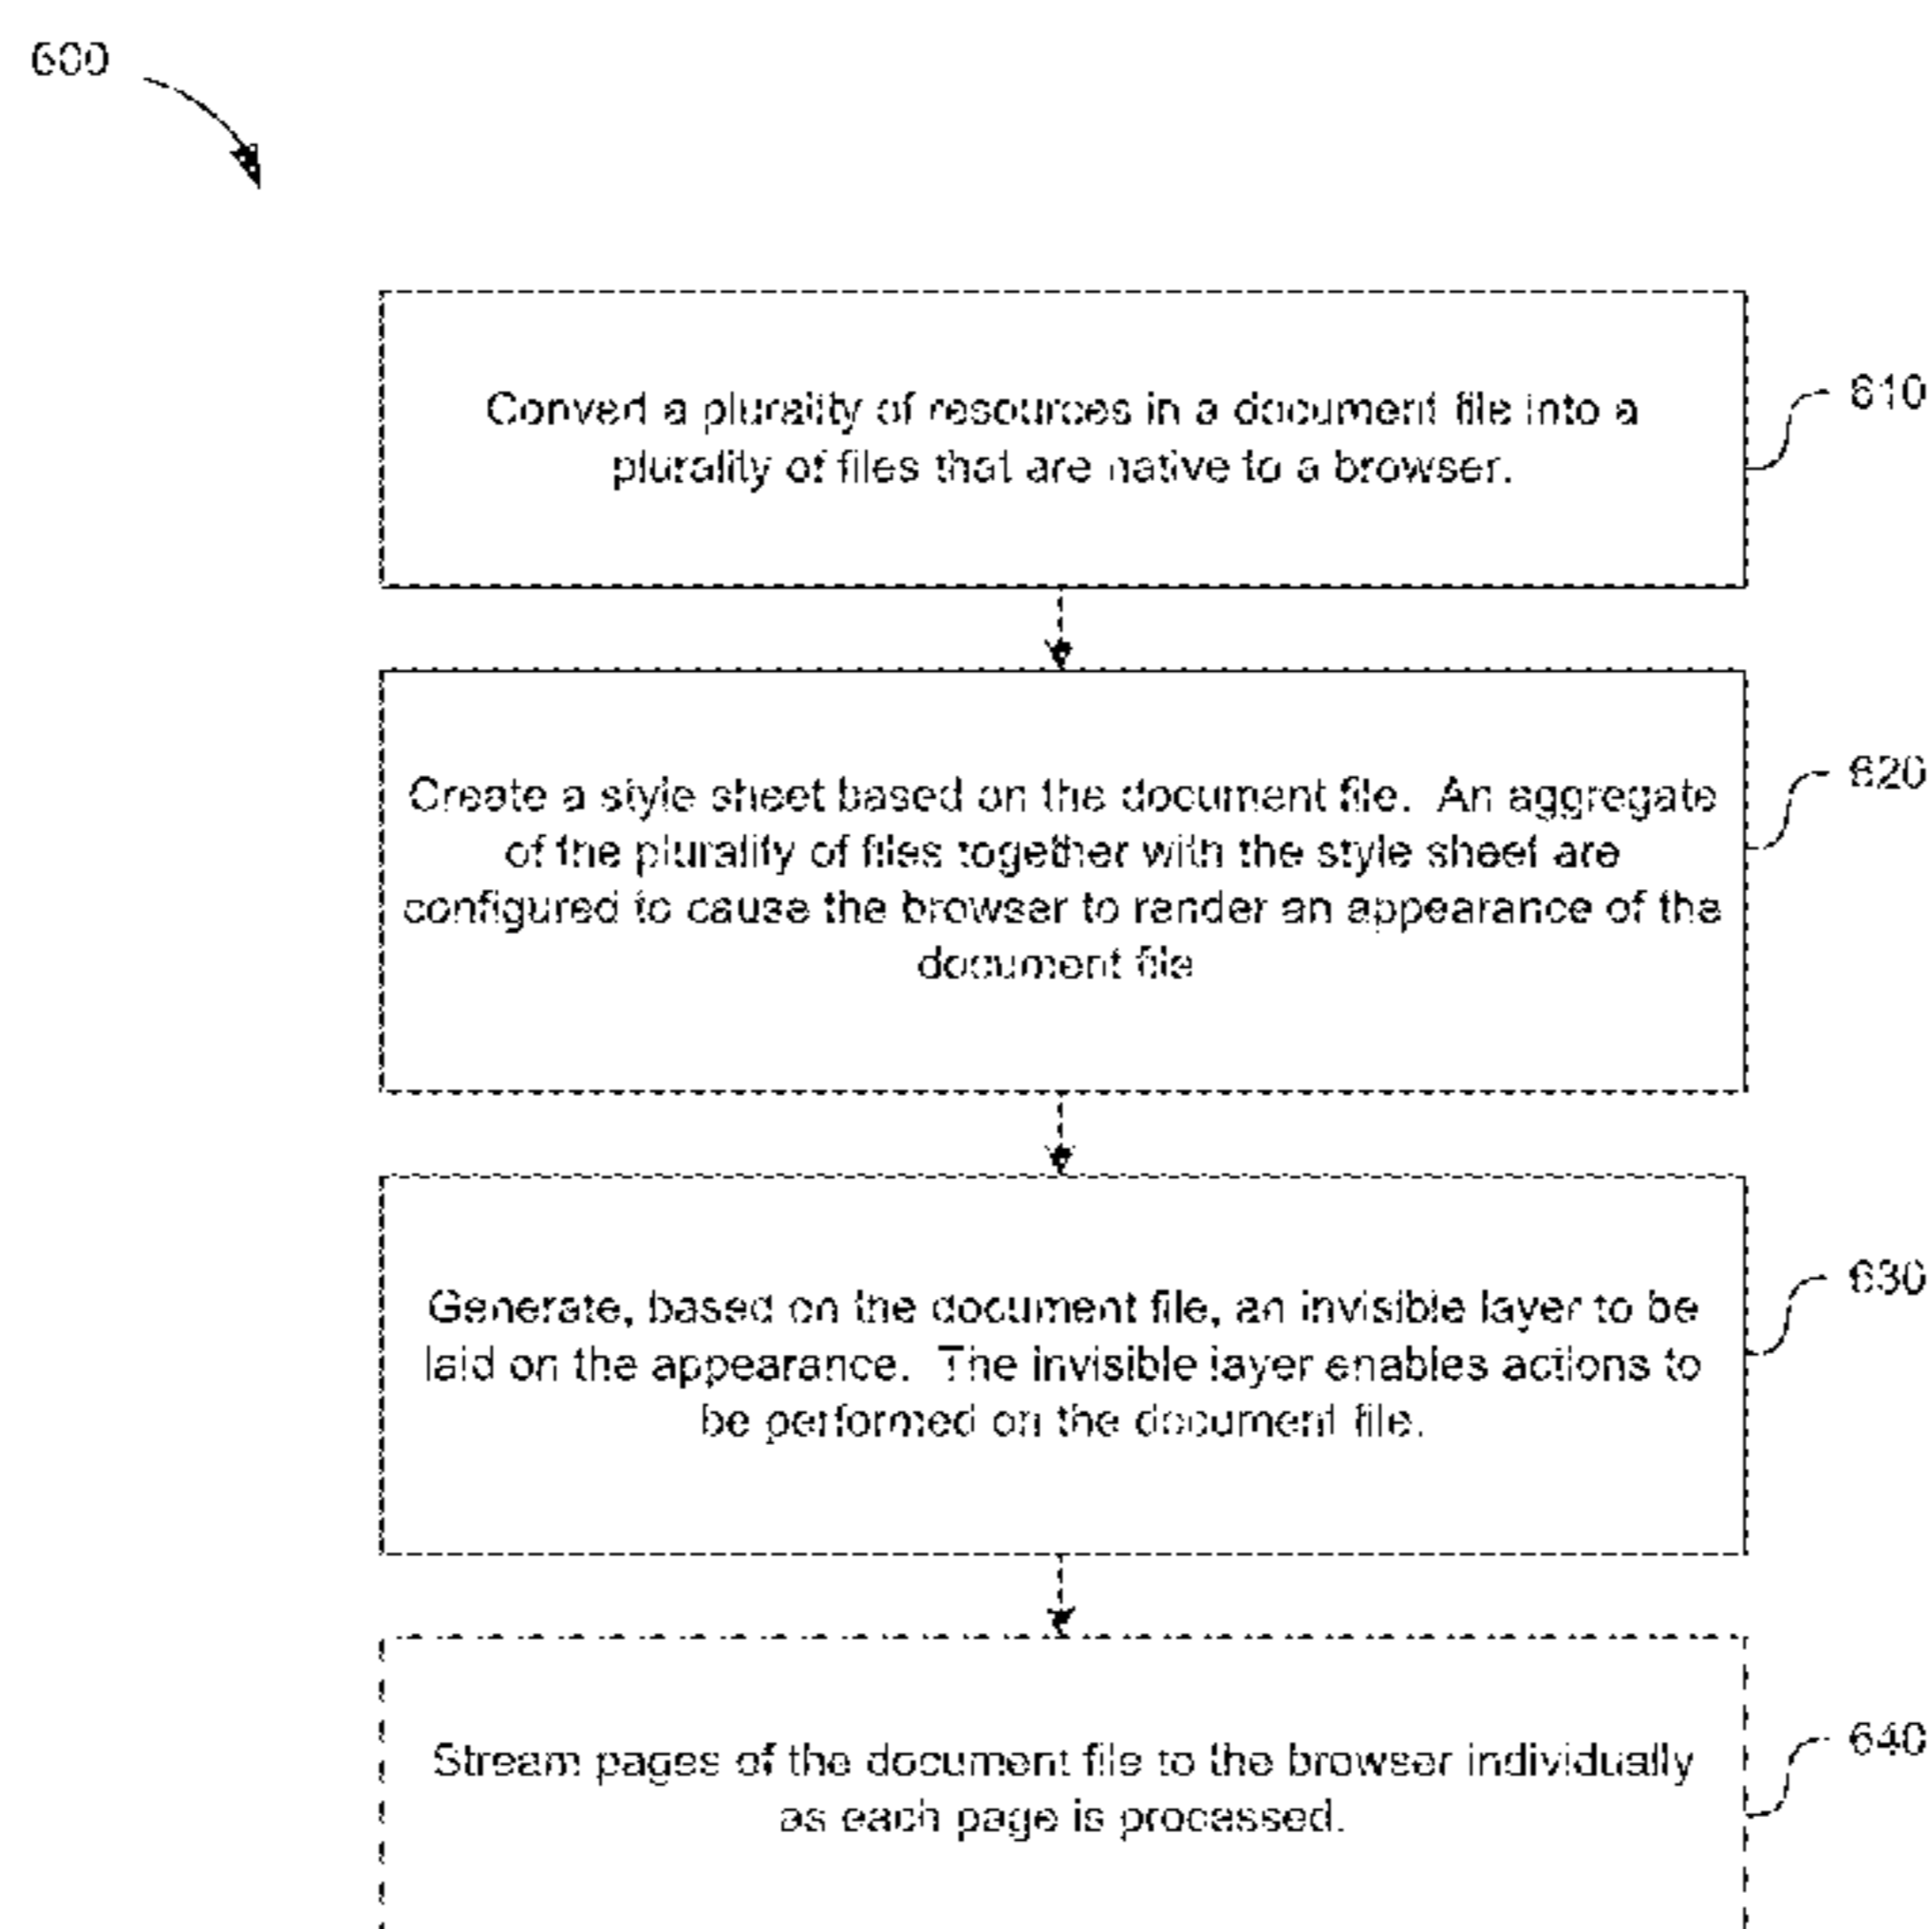 600
Convert a plurality of resources in a document file into a
plurality of files that are native to a browser.
610
Create a style sheet based on the document file. An aggregate
of the plurality of files together with the style sheet are
configured to cause the browser to render an appearance of the
document file
620
Generate, based on the document file, an invisible layer to be
laid on the appearance. The invisible layer enables actions to
be performed on the document file.
630
Stream pages of the document file to the browser individually
as each page is processed.
640